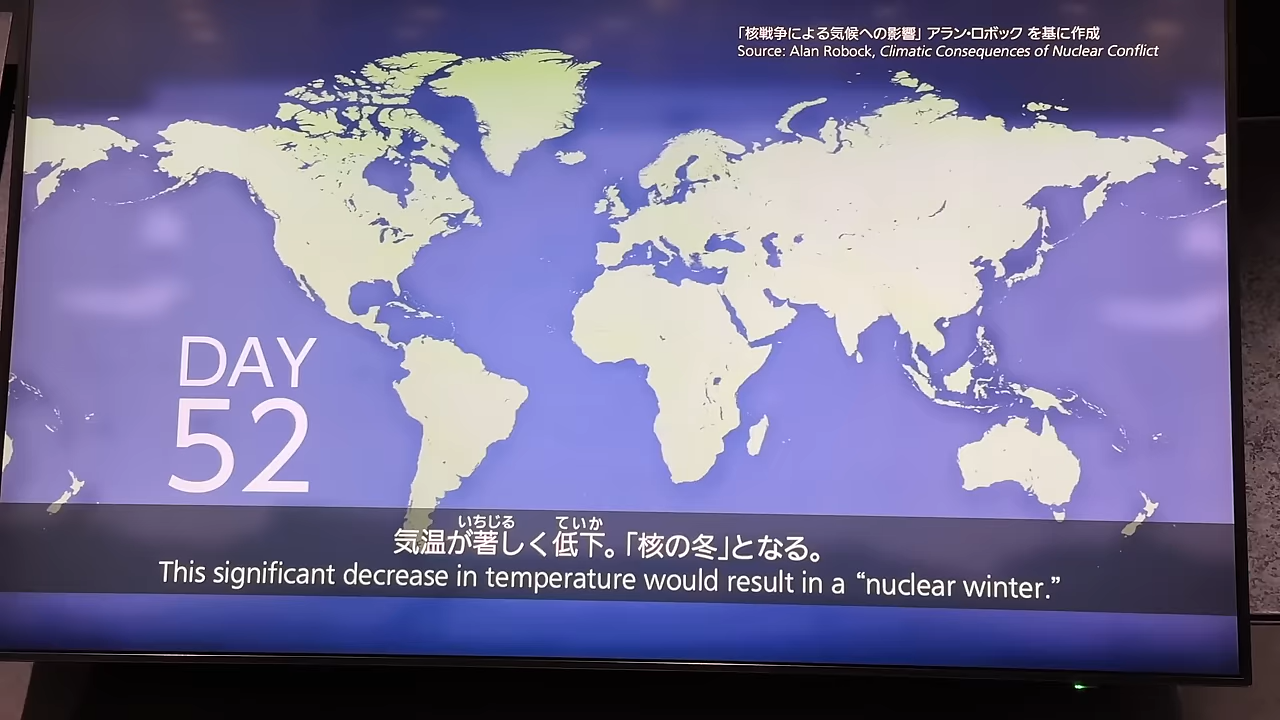 「核戦争による気候への影響」 アラン・ロボック を基に作成
Source: Alan Robock, Climatic Consequences of Nuclear Conflict
DAY
52
いちじる ていか
気温が著しく低下。「核の冬」となる。
This significant decrease in temperature would result in a “nuclear winter.”